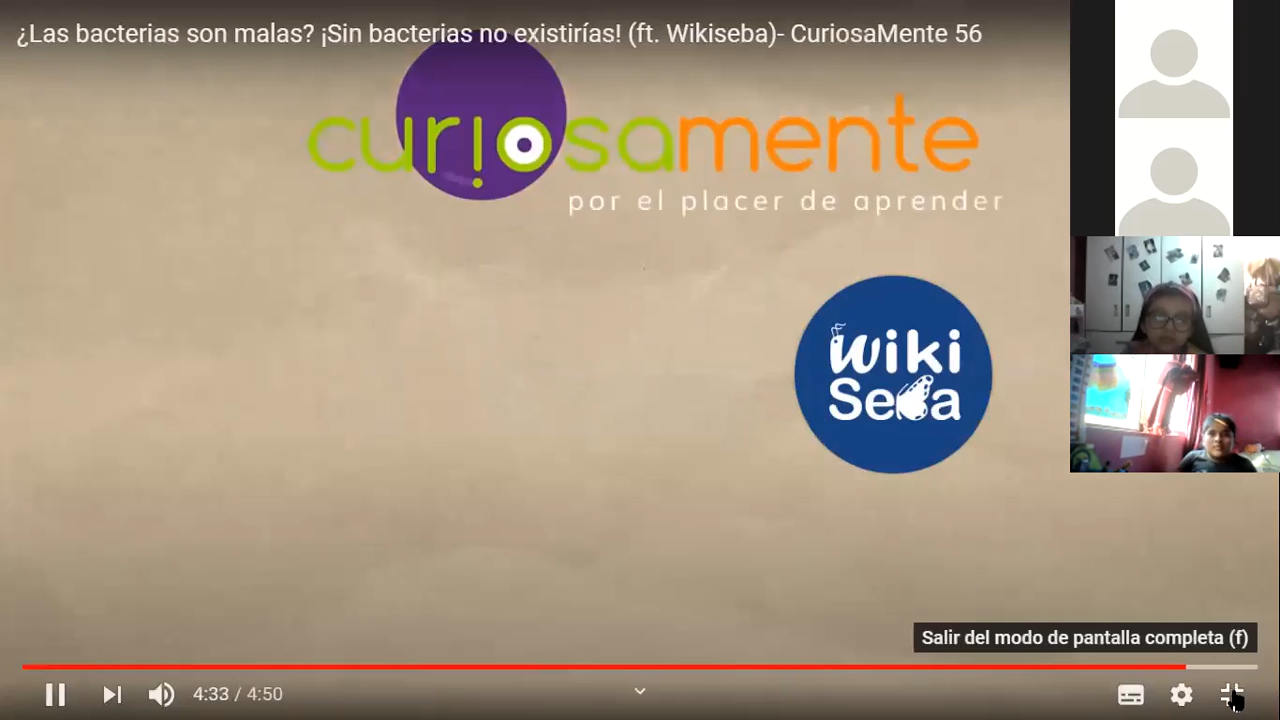 ¿Las bacterias son malas? ¡Sin bacterias no existirías! (ft. Wikiseba)- CuriosaMente 56
curiosamente
por el placer de aprender
Wiki
Seba
Salir del modo de pantalla completa (f)
4:33 / 4:50